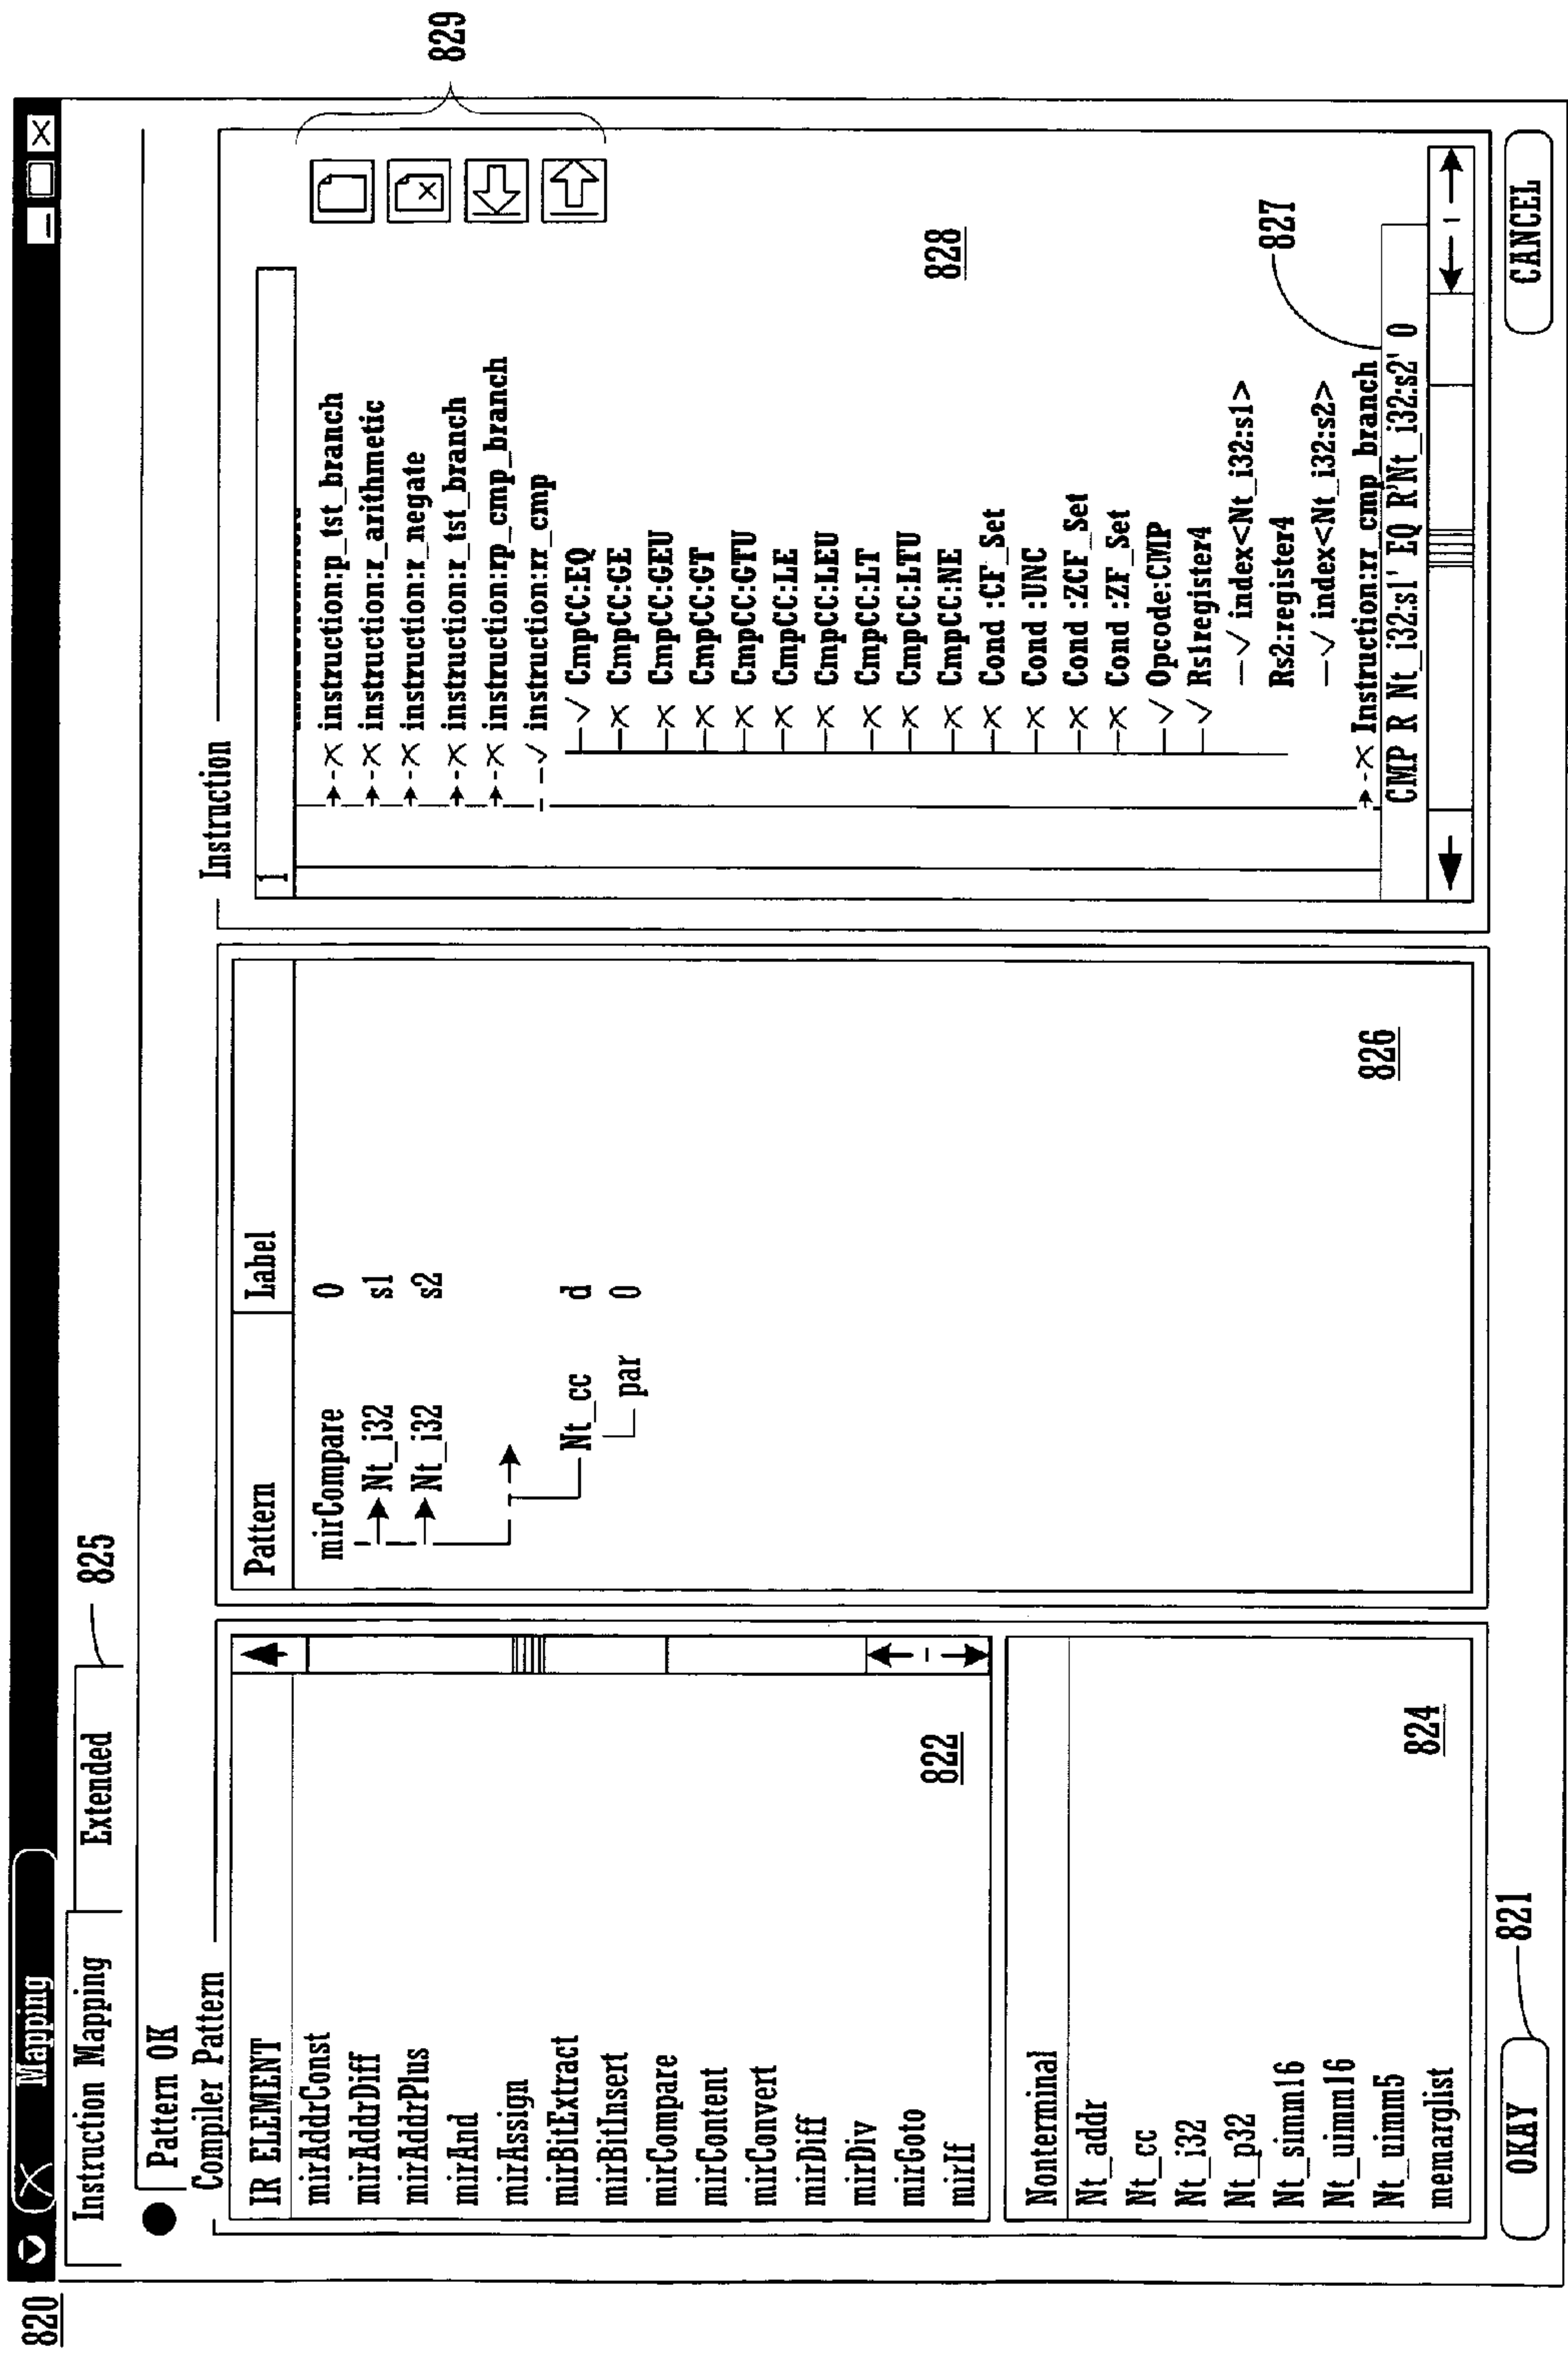 820
Mapping
Instruction Mapping
Extended
825
Pattern OK
Compiler Pattern
IR ELEMENT
mirAddrConst
mirAddrDiff
mirAddrPlus
mirAnd
mirAssign
mirBitExtract
mirBitInsert
mirCompare
mirContent
mirConvert
mirDiff
mirDiv
mirGoto
mirIf
822
Nonterminal
Nt_addr
Nt_cc
Nt_i32
Nt_p32
Nt_simm16
Nt_uimm16
Nt_uimm5
memarglist
824
Pattern Label
mirCompare 0
Nt_i32 s1
Nt_i32 s2
Nt_cc d
par 0
826
Instruction
1
instruction:p_tst_branch
instruction:r_arithmetic
instruction:r_negate
instruction:r_tst_branch
instruction:rp_cmp_branch
instruction:rr_cmp
CmpCC:EQ
CmpCC:GE
CmpCC:GEU
CmpCC:GT
CmpCC:GTU
CmpCC:LE
CmpCC:LEU
CmpCC:LT
CmpCC:LTU
CmpCC:NE
Cond :CF_Set
Cond :UNC
Cond :ZCF_Set
Cond :ZF_Set
Opcode:CMP
Rs1register4
index<Nt_i32:s1>
Rs2:register4
index<Nt_i32:s2>
Instruction:rr_cmp_branch
CMP R Nt_i32:s1' EQ R'Nt_i32:s2' 0
829
828
827
OKAY
821
CANCEL